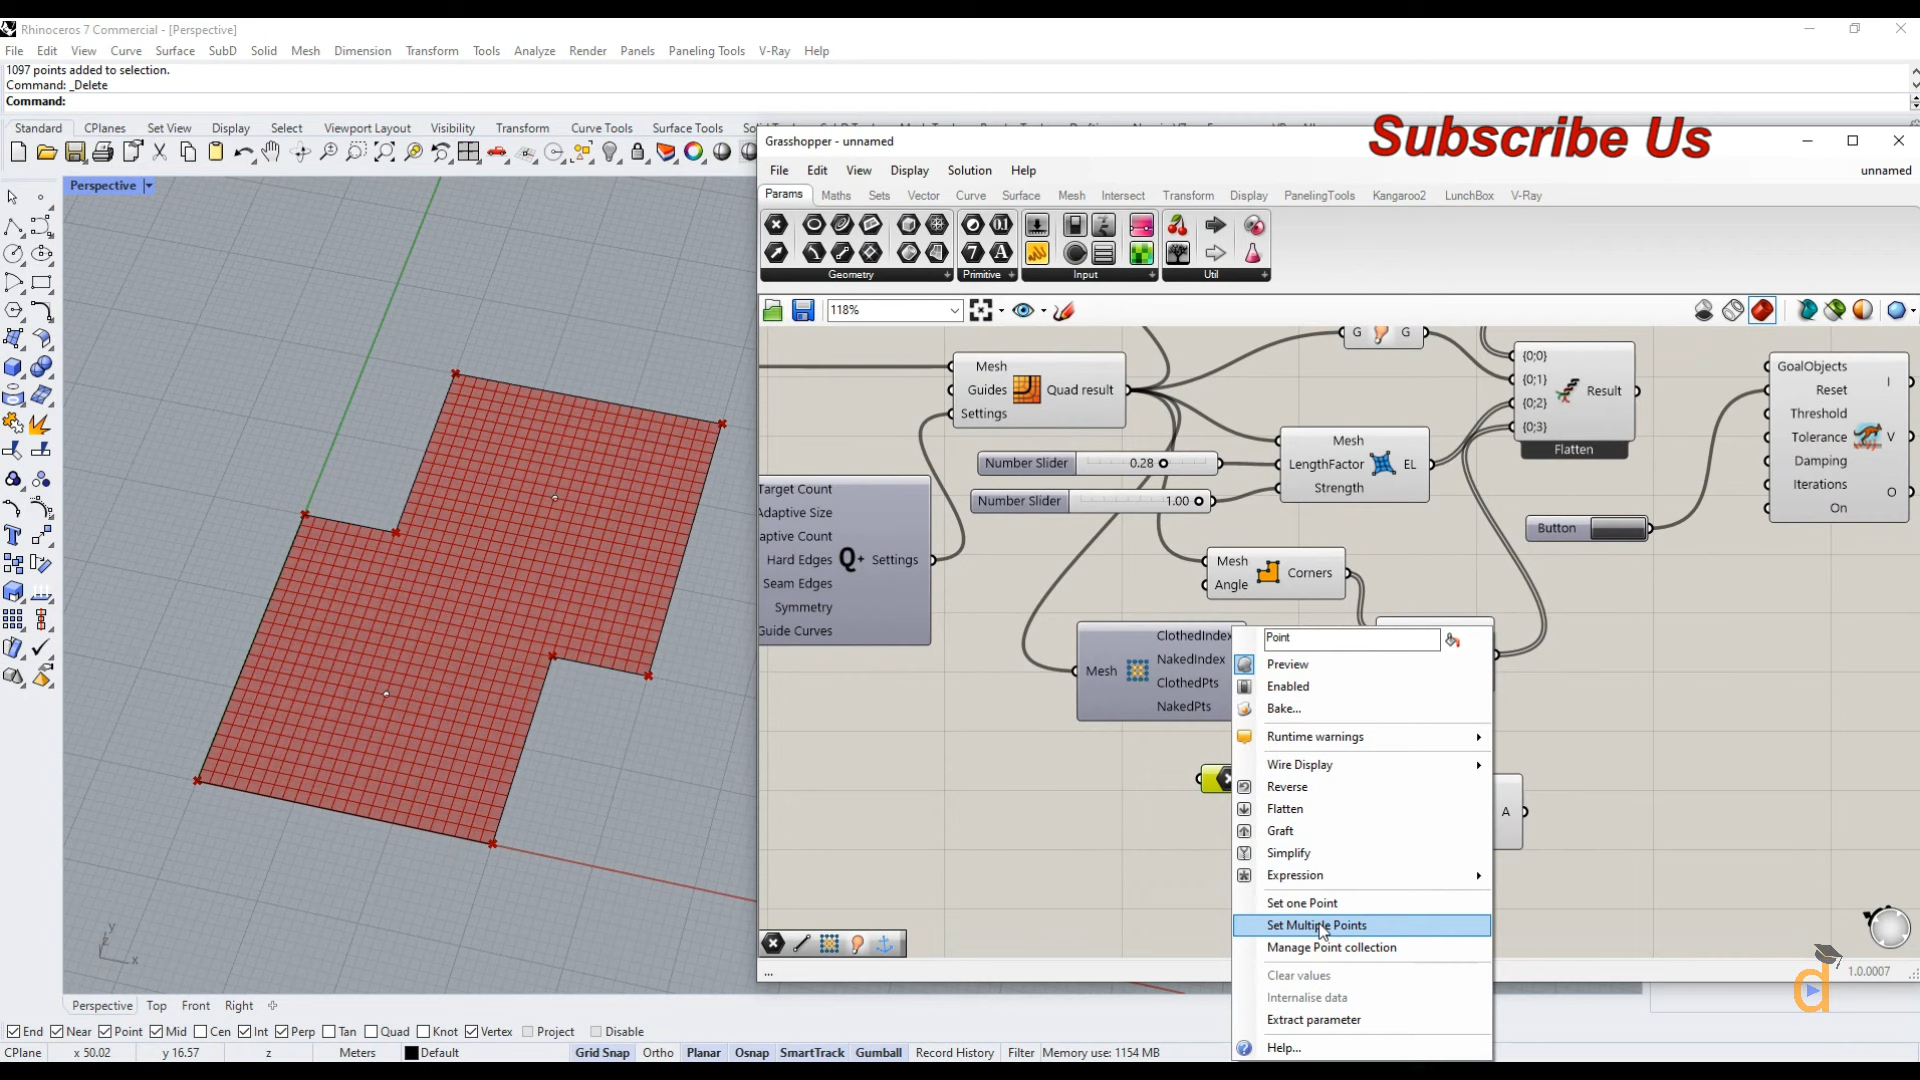 Rhinoceros 7 Commercial - [Perspective]
File Edit View Curve Surface SubD Solid Mesh Dimension Transform Tools Analyze Render Panels Paneling Tools V-Ray Help
1097 points added to selection.
Command: _Delete
Command:
Standard CPlanes Set View Display Select Viewport Layout Visibility Transform Curve Tools Surface Tools
Subscribe Us
Grasshopper - unnamed
File Edit View Display Solution Help
unnamed
Params Maths Sets Vector Curve Surface Mesh Intersect Transform Display PanelingTools Kangaroo2 LunchBox V-Ray
Geometry Primitive Input Util
118%
Perspective
G G
Mesh
Guides Quad result
Settings
{0;0}
{0;1}
{0;2}
{0;3}
Result
Flatten
GoalObjects
Reset
Threshold
Tolerance
Damping
Iterations
On
I
V
O
Number Slider 0.28
Number Slider 1.00
Mesh
LengthFactor EL
Strength
Button
Target Count
Adaptive Size
aptive Count
Hard Edges Q+ Settings
Seam Edges
Symmetry
Guide Curves
Mesh
Angle
Corners
Mesh
ClothedIndex
NakedIndex
ClothedPts
NakedPts
A
Point
Preview
Enabled
Bake...
Runtime warnings
Wire Display
Reverse
Flatten
Graft
Simplify
Expression
Set one Point
Set Multiple Points
Manage Point collection
Clear values
Internalise data
Extract parameter
Help...
...
1.0.0007
y
z
x
Perspective Top Front Right
End Near Point Mid Cen Int Perp Tan Quad Knot Vertex Project Disable
CPlane x 50.02 y 16.57 z Meters Default Grid Snap Ortho Planar Osnap SmartTrack Gumball Record History Filter Memory use: 1154 MB